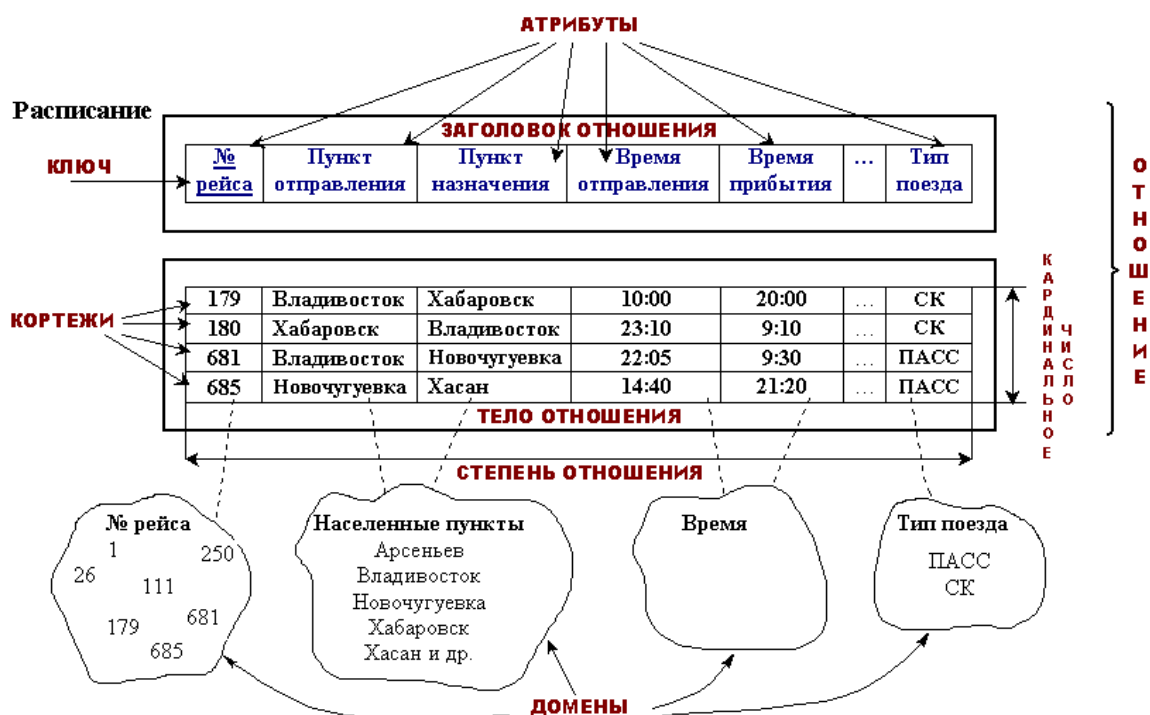 АТРИБУТЫ
Расписание
ЗАГОЛОВОК ОТНОШЕНИЯ
КЛЮЧ
№ рейса
Пункт отправления
Пункт назначения
Время отправления
Время прибытия
...
Тип поезда
ОТНОШЕНИЕ
КОРТЕЖИ
179 Владивосток Хабаровск 10:00 20:00 ... СК
180 Хабаровск Владивосток 23:10 9:10 ... СК
681 Владивосток Новочугуевка 22:05 9:30 ... ПАСС
685 Новочугуевка Хасан 14:40 21:20 ... ПАСС
КАРДИНАЛЬНОЕ
ЧИСЛО
ТЕЛО ОТНОШЕНИЯ
СТЕПЕНЬ ОТНОШЕНИЯ
№ рейса
1
250
26
111
179
681
685
Населенные пункты
Арсеньев
Владивосток
Новочугуевка
Хабаровск
Хасан и др.
Время
Тип поезда
ПАСС
СК
ДОМЕНЫ